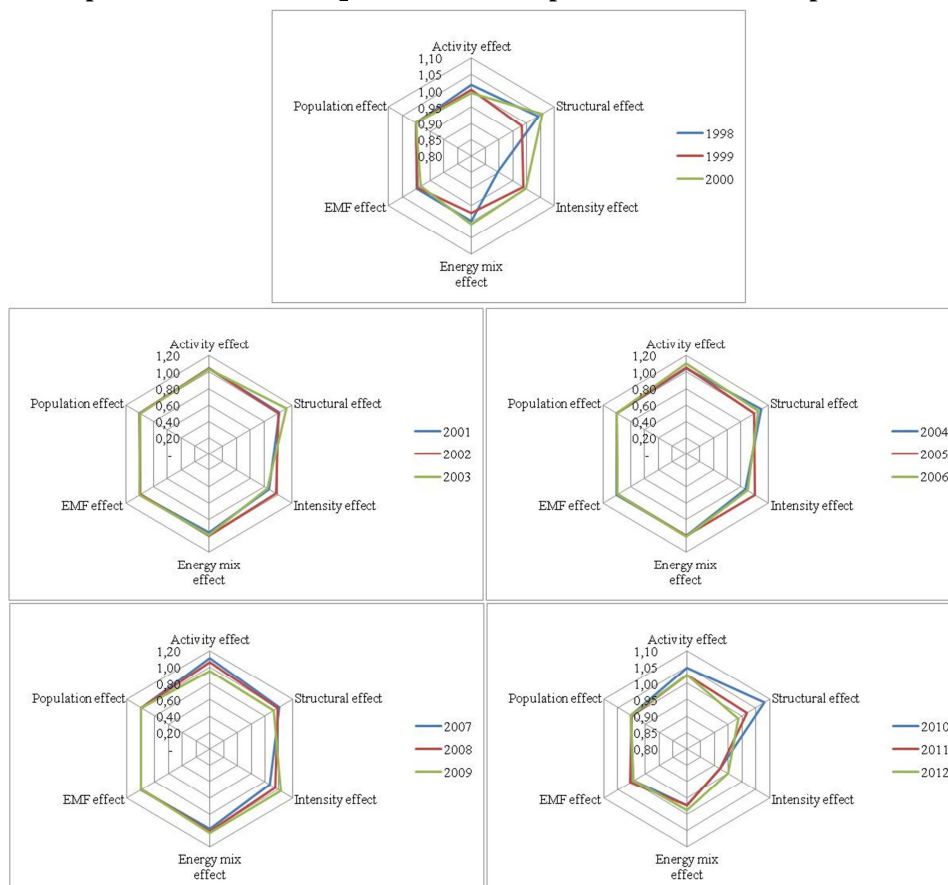 Activity effect
1,10
1,05
1,00
0,95
0,90
0,85
0,80
Population effect
Structural effect
EMF effect
Intensity effect
Energy mix
effect
1998
1999
2000
Activity effect
1,20
1,00
0,80
0,60
0,40
0,20
-
Population effect
Structural effect
EMF effect
Intensity effect
Energy mix
effect
2001
2002
2003
Activity effect
1,20
1,00
0,80
0,60
0,40
0,20
-
Population effect
Structural effect
EMF effect
Intensity effect
Energy mix
effect
2004
2005
2006
Activity effect
1,20
1,00
0,80
0,60
0,40
0,20
-
Population effect
Structural effect
EMF effect
Intensity effect
Energy mix
effect
2007
2008
2009
Activity effect
1,10
1,05
1,00
0,95
0,90
0,85
0,80
Population effect
Structural effect
EMF effect
Intensity effect
Energy mix
effect
2010
2011
2012